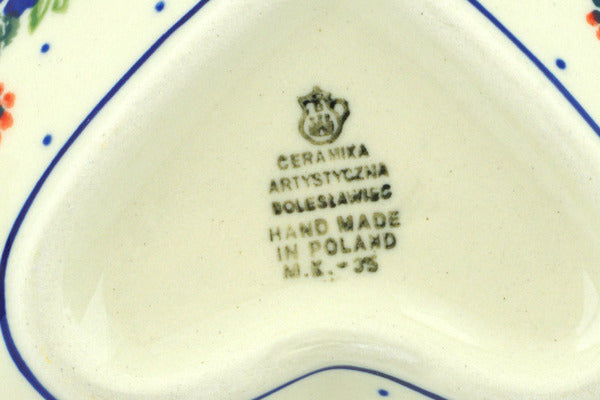 CERAMIKA
ARTYSTYCZNA
BOLESŁAWIEC
HAND MADE
IN POLAND
M.K. - 35